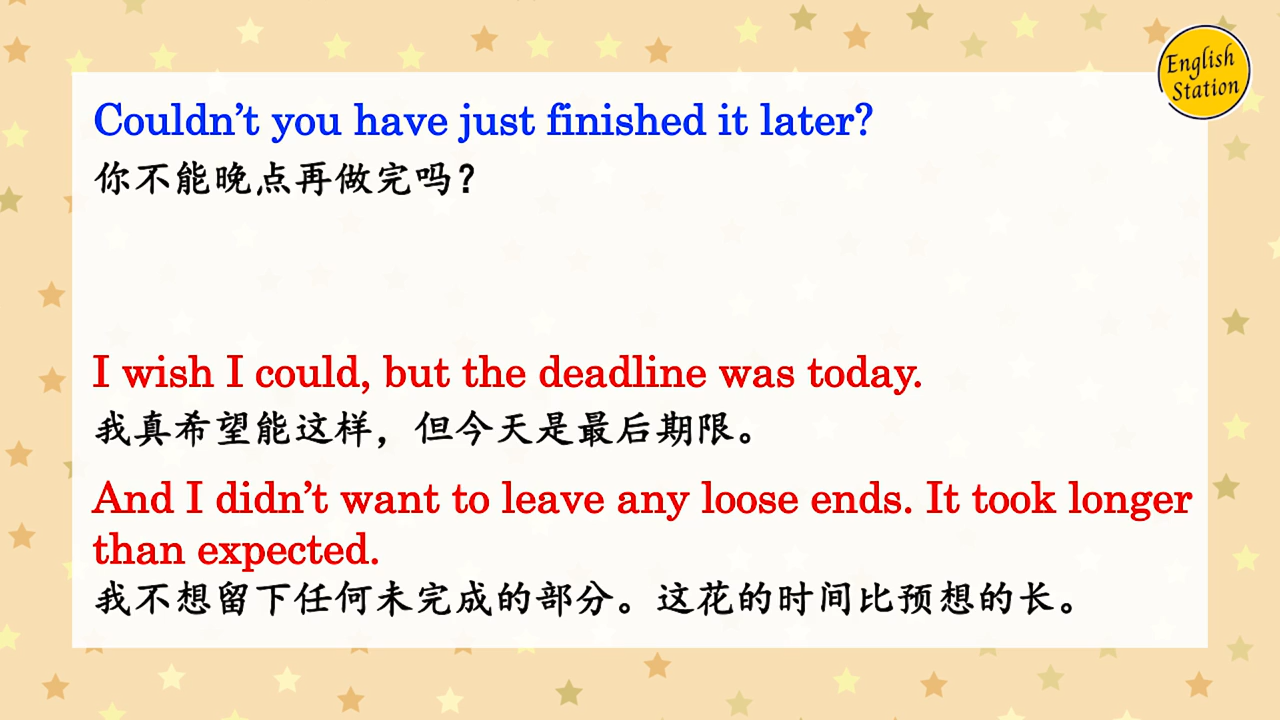 English
Station
Couldn't you have just finished it later?
你不能晚点再做完吗？
I wish I could, but the deadline was today.
我真希望能这样，但今天是最后期限。
And I didn't want to leave any loose ends. It took longer
than expected.
我不想留下任何未完成的部分。这花的时间比预想的长。